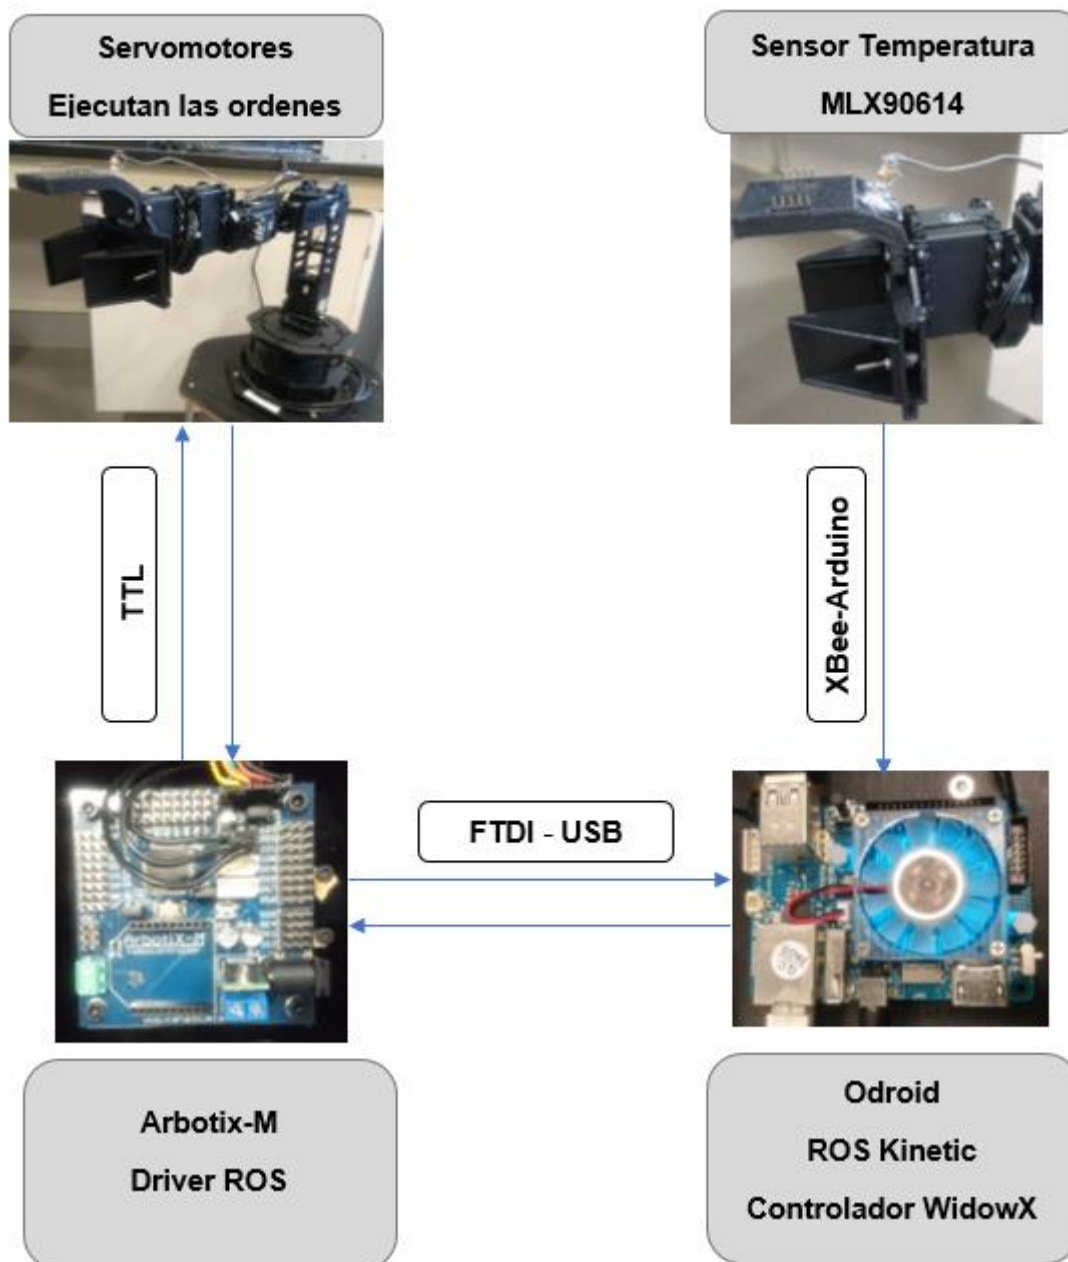 Servomotores
Ejecutan las ordenes
Sensor Temperatura
MLX90614
TTL
XBee-Arduino
FTDI - USB
ArbotiX-M
Arbotix-M
Driver ROS
Odroid
ROS Kinetic
Controlador WidowX